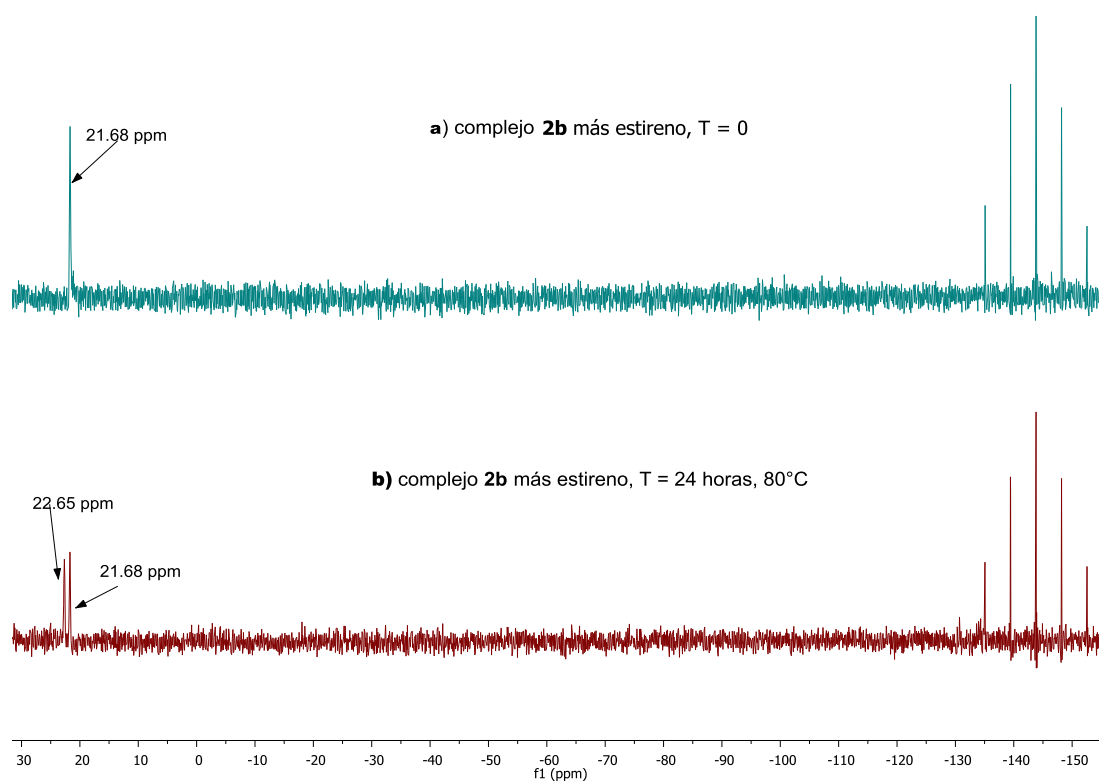 21.68 ppm
a) complejo 2b más estireno, T = 0
b) complejo 2b más estireno, T = 24 horas, 80°C
22.65 ppm
21.68 ppm
30 20 10 0 -10 -20 -30 -40 -50 -60 -70 -80 -90 -100 -110 -120 -130 -140 -150
f1 (ppm)